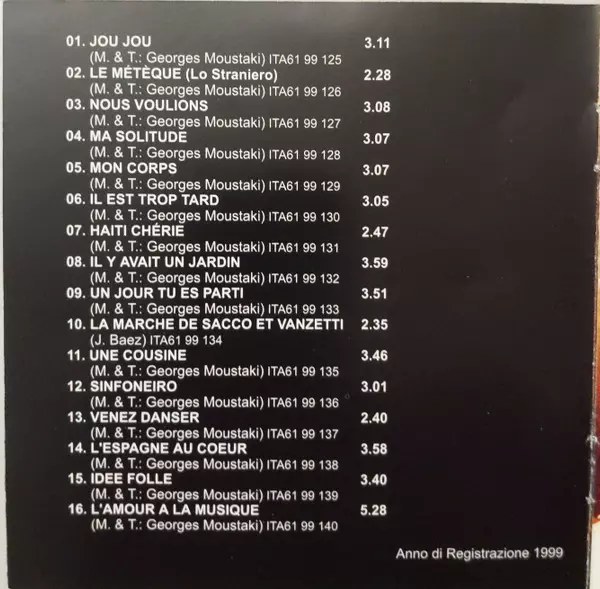 01. JOU JOU 3.11
(M. & T.: Georges Moustaki) ITA61 99 125
02. LE MÉTÈQUE (Lo Straniero) 2.28
(M. & T.: Georges Moustaki) ITA61 99 126
03. NOUS VOULIONS 3.08
(M. & T.: Georges Moustaki) ITA61 99 127
04. MA SOLITUDE 3.07
(M. & T.: Georges Moustaki) ITA61 99 128
05. MON CORPS 3.07
(M. & T.: Georges Moustaki) ITA61 99 129
06. IL EST TROP TARD 3.05
(M. & T.: Georges Moustaki) ITA61 99 130
07. HAITI CHÉRIE 2.47
(M. & T.: Georges Moustaki) ITA61 99 131
08. IL Y AVAIT UN JARDIN 3.59
(M. & T.: Georges Moustaki) ITA61 99 132
09. UN JOUR TU ES PARTI 3.51
(M. & T.: Georges Moustaki) ITA61 99 133
10. LA MARCHE DE SACCO ET VANZETTI 2.35
(J. Baez) ITA61 99 134
11. UNE COUSINE 3.46
(M. & T.: Georges Moustaki) ITA61 99 135
12. SINFONEIRO 3.01
(M. & T.: Georges Moustaki) ITA61 99 136
13. VENEZ DANSER 2.40
(M. & T.: Georges Moustaki) ITA61 99 137
14. L'ESPAGNE AU COEUR 3.58
(M. & T.: Georges Moustaki) ITA61 99 138
15. IDEE FOLLE 3.40
(M. & T.: Georges Moustaki) ITA61 99 139
16. L'AMOUR A LA MUSIQUE 5.28
(M. & T.: Georges Moustaki) ITA61 99 140
Anno di Registrazione 1999